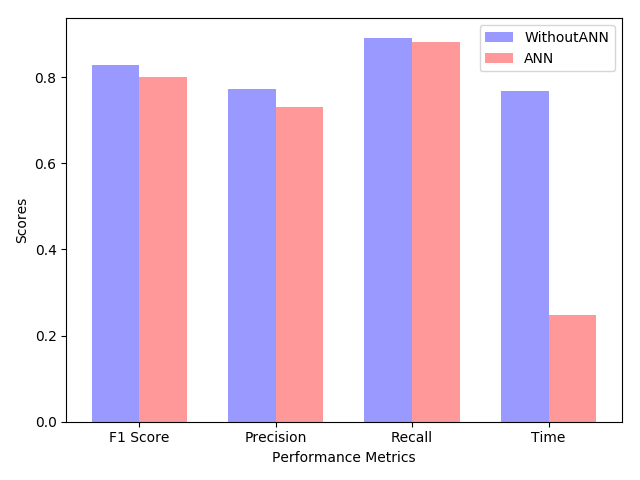 WithoutANN
ANN
Scores
0.8
0.6
0.4
0.2
0.0
F1 Score Precision Recall Time
Performance Metrics